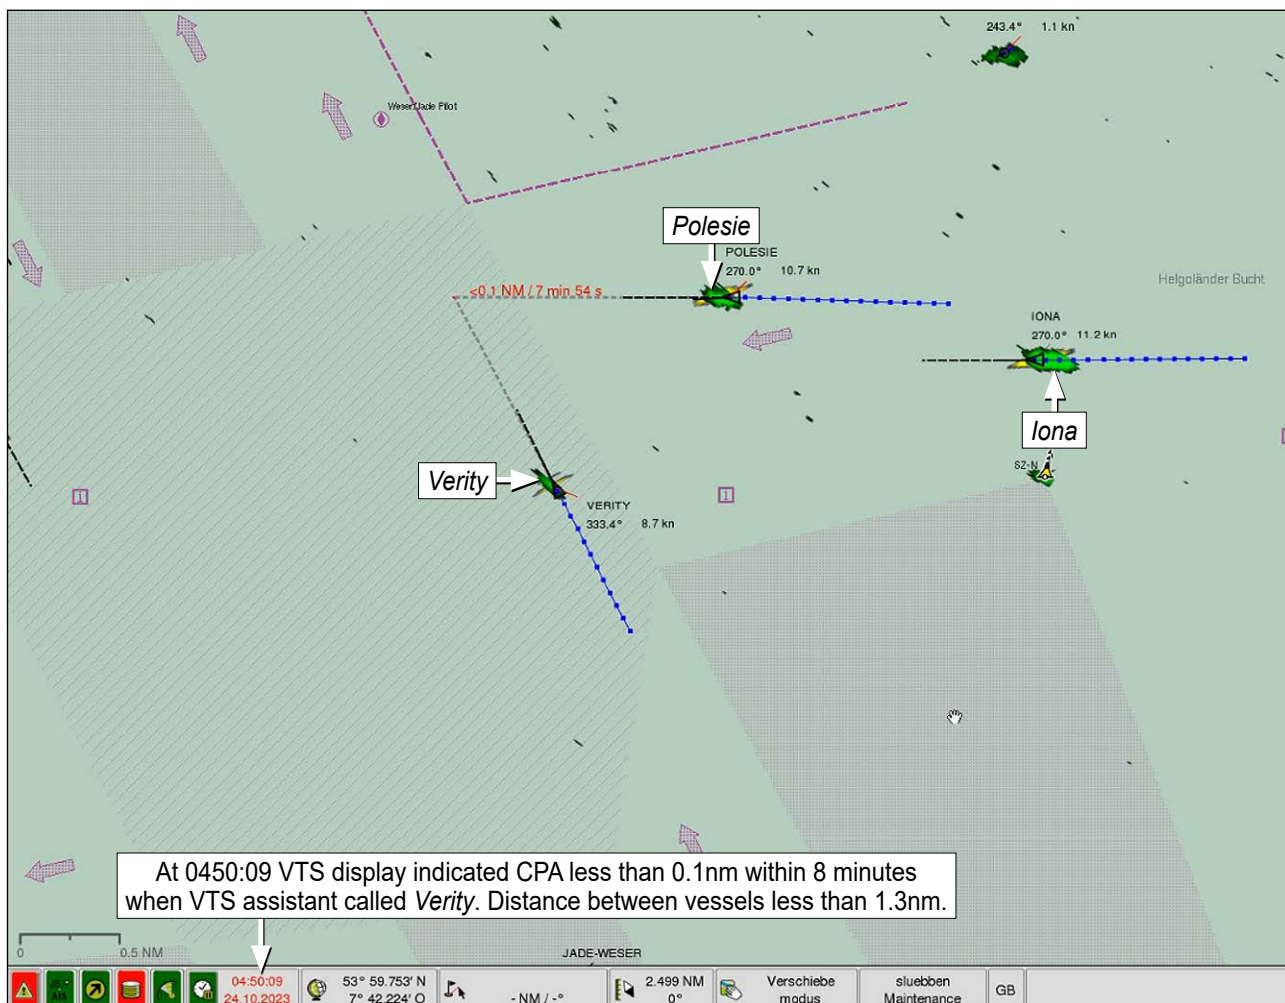 243.4° 1.1 kn
Weser/Jade Pilot
Polesie
POLESIE
270.0° 10.7 kn
<0.1 NM / 7 min 54 s
Helgoländer Bucht
IONA
270.0° 11.2 kn
Iona
SZ-N
Verity
1
1
VERITY
333.4° 8.7 kn
At 0450:09 VTS display indicated CPA less than 0.1nm within 8 minutes
when VTS assistant called Verity. Distance between vessels less than 1.3nm.
0 0.5 NM
JADE-WESER
AIS
04:50:09
24.10.2023
53° 59.753' N
7° 42.224' O
- NM / -°
2.499 NM
0°
Verschiebe
modus
sluebben
Maintenance
GB